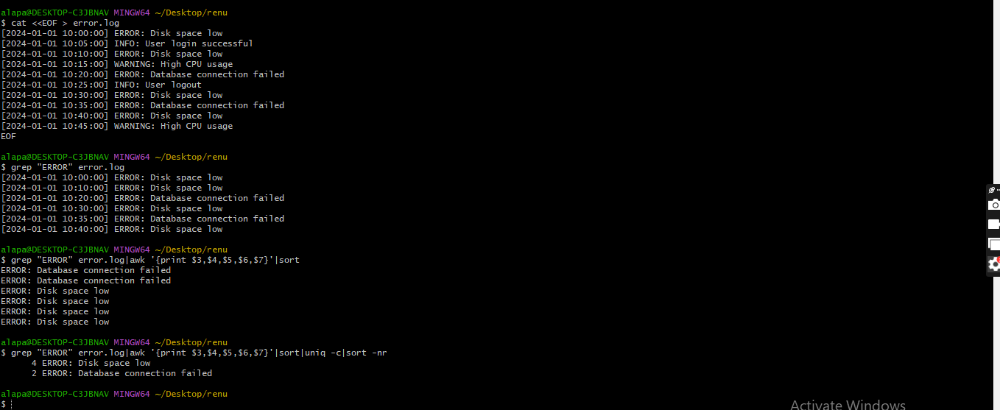 alapa@DESKTOP-C3JBNAV MINGW64 ~/Desktop/renu
$ cat <<EOF > error.log
[2024-01-01 10:00:00] ERROR: Disk space low
[2024-01-01 10:05:00] INFO: User login successful
[2024-01-01 10:10:00] ERROR: Disk space low
[2024-01-01 10:15:00] WARNING: High CPU usage
[2024-01-01 10:20:00] ERROR: Database connection failed
[2024-01-01 10:25:00] INFO: User logout
[2024-01-01 10:30:00] ERROR: Disk space low
[2024-01-01 10:35:00] ERROR: Database connection failed
[2024-01-01 10:40:00] ERROR: Disk space low
[2024-01-01 10:45:00] WARNING: High CPU usage
EOF
alapa@DESKTOP-C3JBNAV MINGW64 ~/Desktop/renu
$ grep "ERROR" error.log
[2024-01-01 10:00:00] ERROR: Disk space low
[2024-01-01 10:10:00] ERROR: Disk space low
[2024-01-01 10:20:00] ERROR: Database connection failed
[2024-01-01 10:30:00] ERROR: Disk space low
[2024-01-01 10:35:00] ERROR: Database connection failed
[2024-01-01 10:40:00] ERROR: Disk space low
alapa@DESKTOP-C3JBNAV MINGW64 ~/Desktop/renu
$ grep "ERROR" error.log|awk '{print $3,$4,$5,$6,$7}'|sort
ERROR: Database connection failed
ERROR: Database connection failed
ERROR: Disk space low
ERROR: Disk space low
ERROR: Disk space low
ERROR: Disk space low
alapa@DESKTOP-C3JBNAV MINGW64 ~/Desktop/renu
$ grep "ERROR" error.log|awk '{print $3,$4,$5,$6,$7}'|sort|uniq -c|sort -nr
      4 ERROR: Disk space low
      2 ERROR: Database connection failed
alapa@DESKTOP-C3JBNAV MINGW64 ~/Desktop/renu
$
Activate Windows